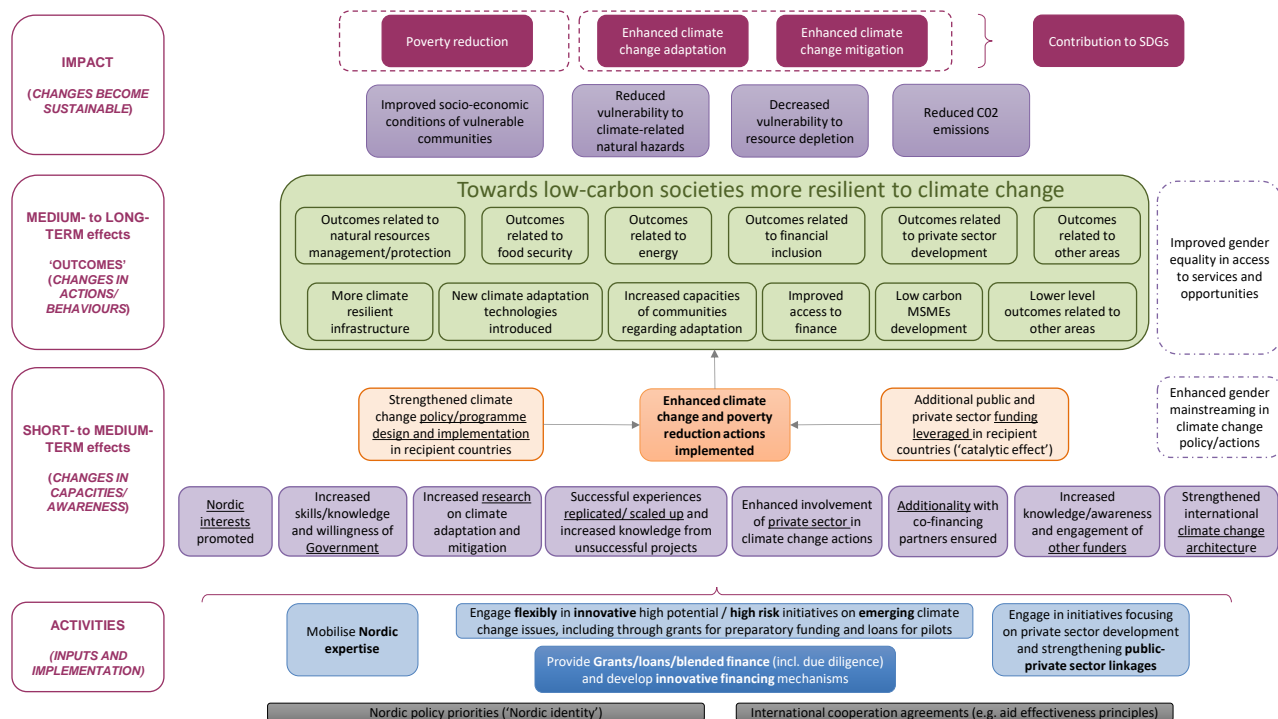 IMPACT
(CHANGES BECOME
SUSTAINABLE)
Poverty reduction
Enhanced climate
change adaptation
Enhanced climate
change mitigation
Contribution to SDGs
Improved socio-economic
conditions of vulnerable
communities
Reduced
vulnerability to
climate-related
natural hazards
Decreased
vulnerability to
resource depletion
Reduced C02
emissions
MEDIUM- to LONG-
TERM effects
‘OUTCOMES’
(CHANGES IN
ACTIONS/
BEHAVIOURS)
Towards low-carbon societies more resilient to climate change
Outcomes related to
natural resources
management/protection
Outcomes
related to
food security
Outcomes
related to
energy
Outcomes related
to financial
inclusion
Outcomes related
to private sector
development
Outcomes
related to
other areas
More climate
resilient
infrastructure
New climate adaptation
technologies
introduced
Increased capacities
of communities
regarding adaptation
Improved
access to
finance
Low carbon
MSMEs
development
Lower level
outcomes related to
other areas
Improved gender
equality in access
to services and
opportunities
SHORT- to MEDIUM-
TERM effects
(CHANGES IN
CAPACITIES/
AWARENESS)
Strengthened climate
change policy/programme
design and implementation
in recipient countries
Enhanced climate
change and poverty
reduction actions
implemented
Additional public and
private sector funding
leveraged in recipient
countries (‘catalytic effect’)
Enhanced gender
mainstreaming in
climate change
policy/actions
Nordic
interests
promoted
Increased
skills/knowledge
and willingness of
Government
Increased research
on climate
adaptation and
mitigation
Successful experiences
replicated/ scaled up and
increased knowledge from
unsuccessful projects
Enhanced involvement
of private sector in
climate change actions
Additionality with
co-financing
partners ensured
Increased
knowledge/awareness
and engagement of
other funders
Strengthened
international
climate change
architecture
ACTIVITIES
(INPUTS AND
IMPLEMENTATION)
Mobilise Nordic
expertise
Engage flexibly in innovative high potential / high risk initiatives on emerging climate
change issues, including through grants for preparatory funding and loans for pilots
Provide Grants/loans/blended finance (incl. due diligence)
and develop innovative financing mechanisms
Engage in initiatives focusing
on private sector development
and strengthening public-
private sector linkages
Nordic policy priorities (‘Nordic identity’)
International cooperation agreements (e.g. aid effectiveness principles)